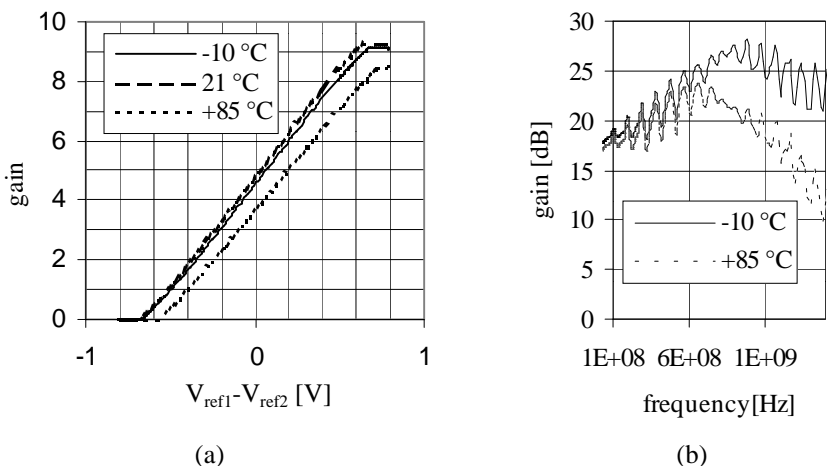 10
8
6
4
2
0
-1
0
1
gain
V_ref1-V_ref2 [V]
-10 °C
21 °C
+85 °C
(a)
30
25
20
15
10
5
0
1E+08 6E+08 1E+09
gain [dB]
frequency[Hz]
-10 °C
+85 °C
(b)